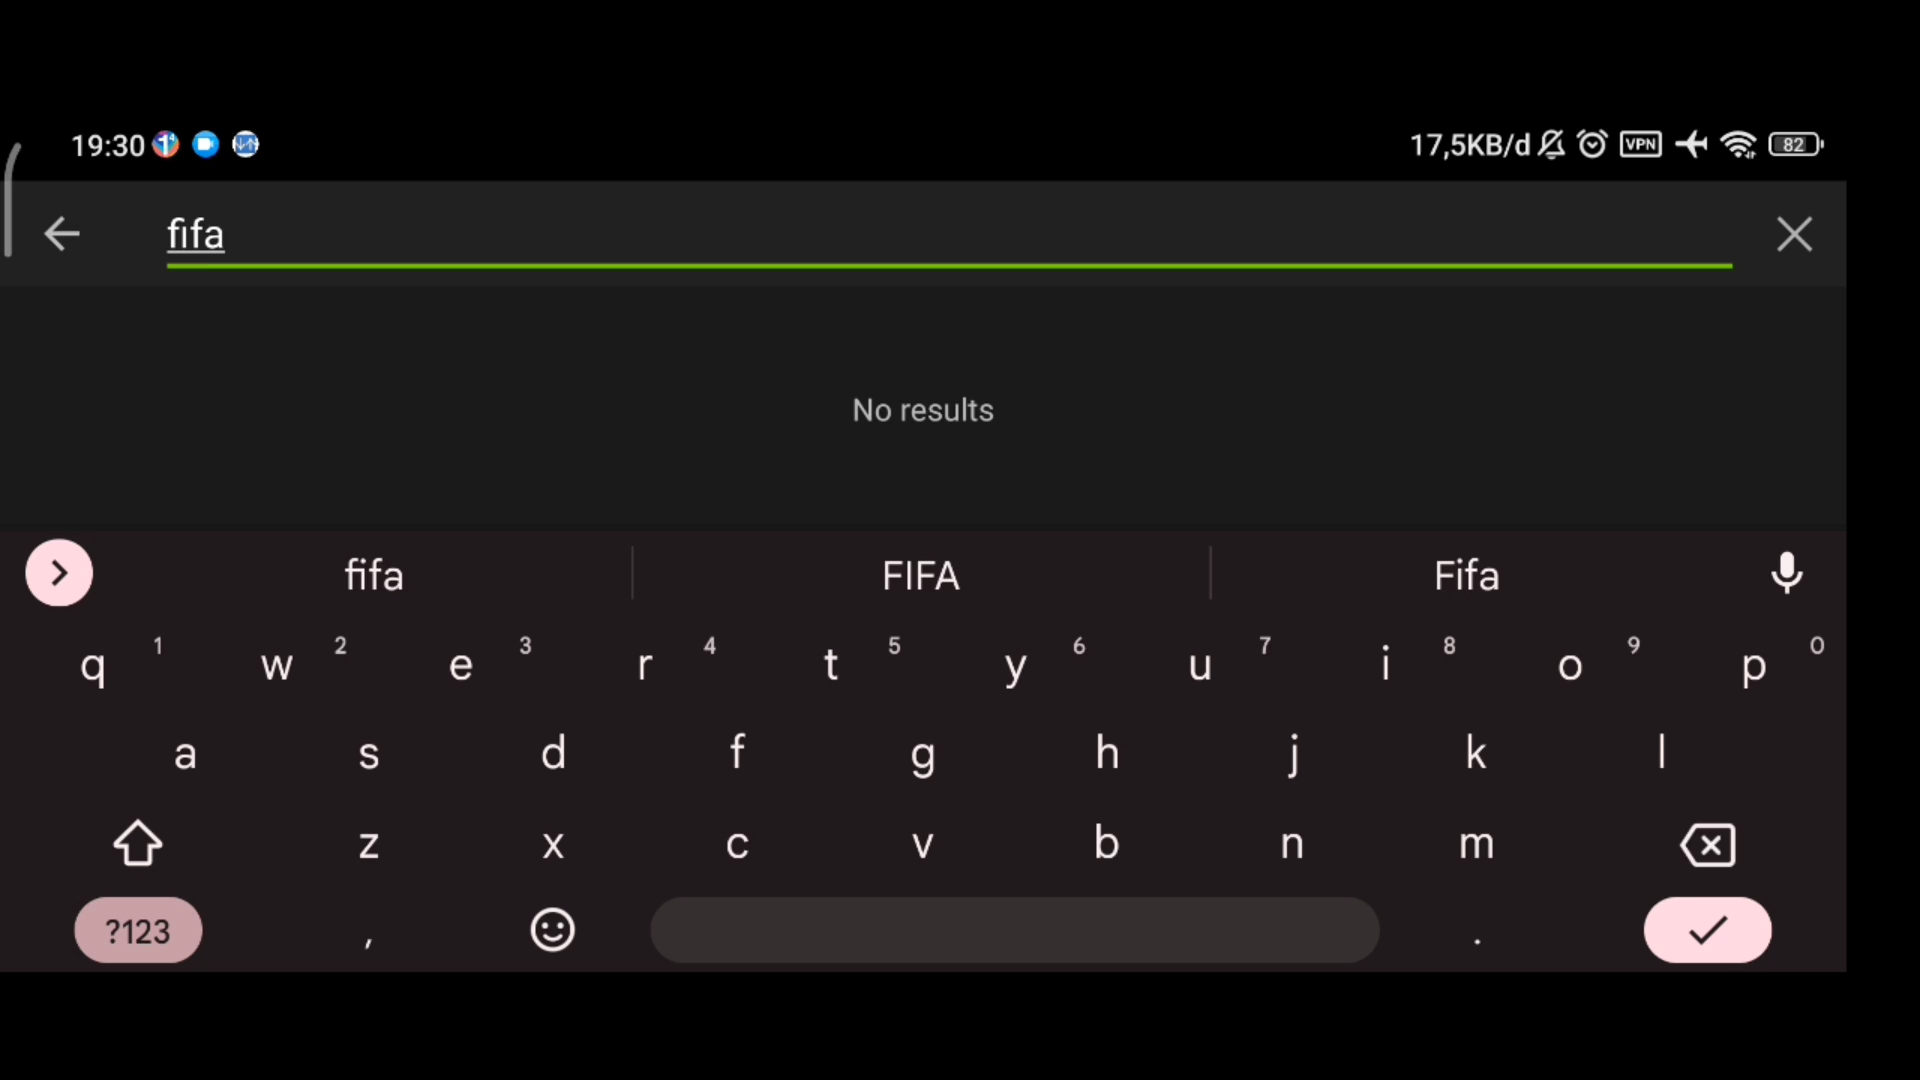 19:30
17,5KB/d VPN 82
fifa
No results
fifa FIFA Fifa
q 1 w 2 e 3 r 4 t 5 y 6 u 7 i 8 o 9 p 0
a s d f g h j k l
z x c v b n m
?123 , .